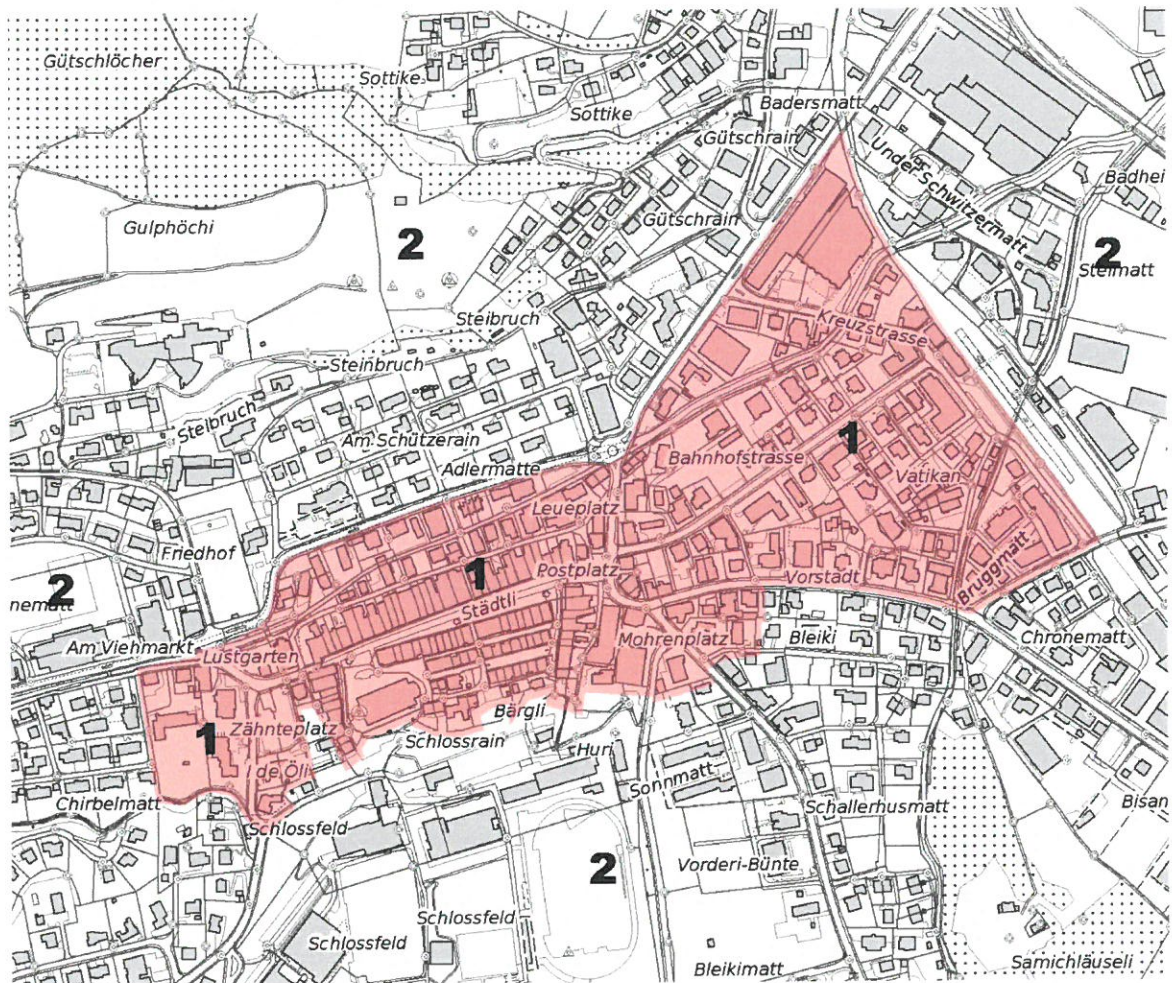 Gütschlöcher
Sottike
Sottike
Badersmatt
Gütschrain
Under Schwitzermatt
Badhei
Gulphöchi
2
Gütschrain
2
Steimatt
Steibruch
Kreuzstrasse
Steinbruch
Steibruch
Am Schützerain
1
Bahnhofstrasse
Adlermatte
Vatikan
Leueplatz
Friedhof
1
Postplatz
Vorstadt
Bruggmatt
2
nematt
Städtli
Mohrenplatz
Bleiki
Chronematt
Am Viehmarkt
Lustgarten
Bärgli
1
Zähnteplatz
Schlossrain
Huri
I de Öli
Sonnmatt
Chirbelmatt
Schallerhusmatt
Bisan
Schlossfeld
2
Vorderi-Bünte
Schlossfeld
Schlossfeld
Bleikimatt
Samichläuseli